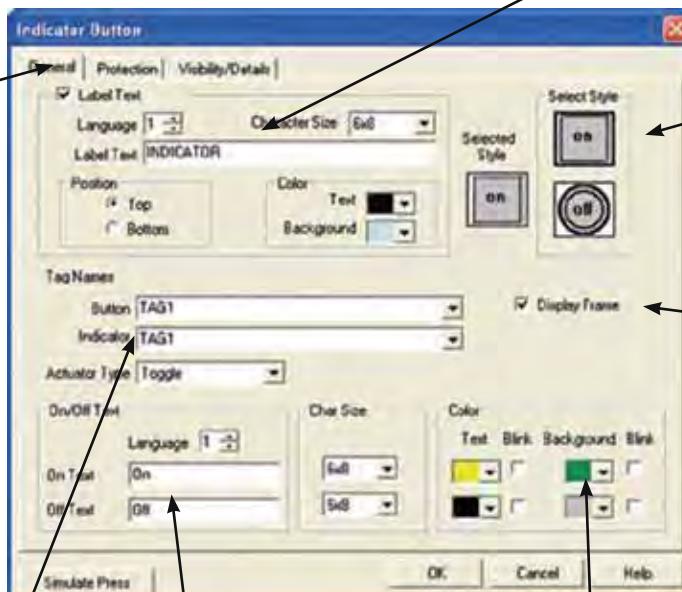 Indicator Button
General Protection Visibility/Details
Label Text
Select Style
Language 1 Character Size 6x8
on
Label Text INDICATOR
Selected Style
on
off
Position
Top
Bottom
Color
Text
Background
Tag Names
Button TAG1
Display Frame
Indicator TAG1
Actuator Type Toggle
On/Off Text Char Size Color
Language 1
Text Blink Background Blink
On Text On 6x8
Off Text Off 6x8
Simulate Press OK Cancel Help